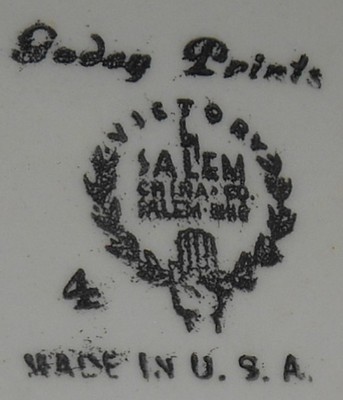 Godey Prints
VICTORY
SALEM
CHINA · CO.
SALEM OHIO
4
MADE IN U. S. A.